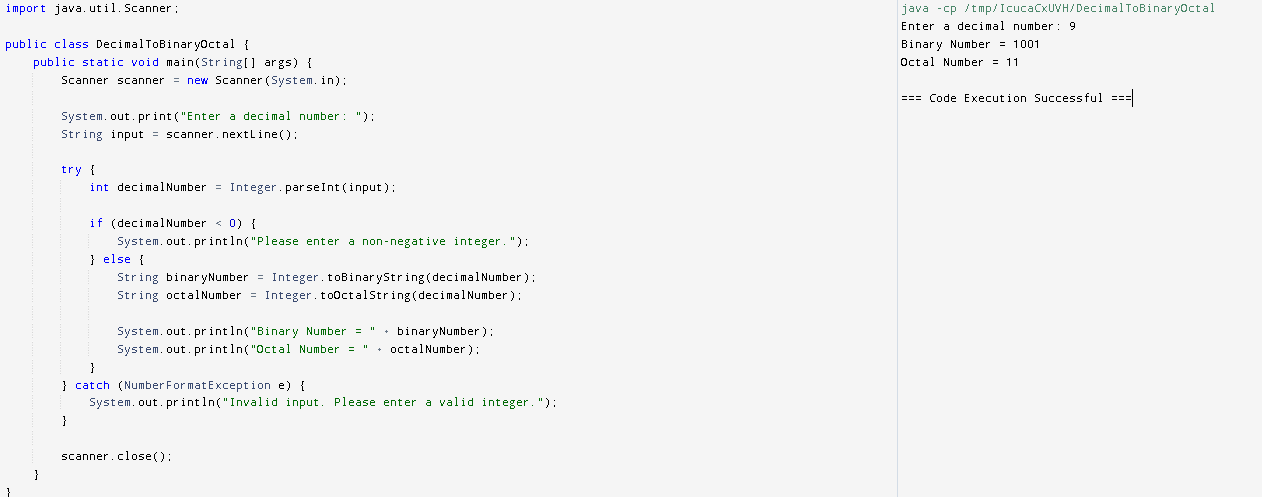 import java.util.Scanner;
public class DecimalToBinaryOctal {
public static void main(String[] args) {
Scanner scanner = new Scanner(System.in);
System.out.print("Enter a decimal number: ");
String input = scanner.nextLine();
try {
int decimalNumber = Integer.parseInt(input);
if (decimalNumber < 0) {
System.out.println("Please enter a non-negative integer.");
} else {
String binaryNumber = Integer.toBinaryString(decimalNumber);
String octalNumber = Integer.toOctalString(decimalNumber);
System.out.println("Binary Number = " + binaryNumber);
System.out.println("Octal Number = " + octalNumber);
}
} catch (NumberFormatException e) {
System.out.println("Invalid input. Please enter a valid integer.");
}
scanner.close();
}
}
java -cp /tmp/IcucaCxUVH/DecimalToBinaryOctal
Enter a decimal number: 9
Binary Number = 1001
Octal Number = 11
=== Code Execution Successful ===